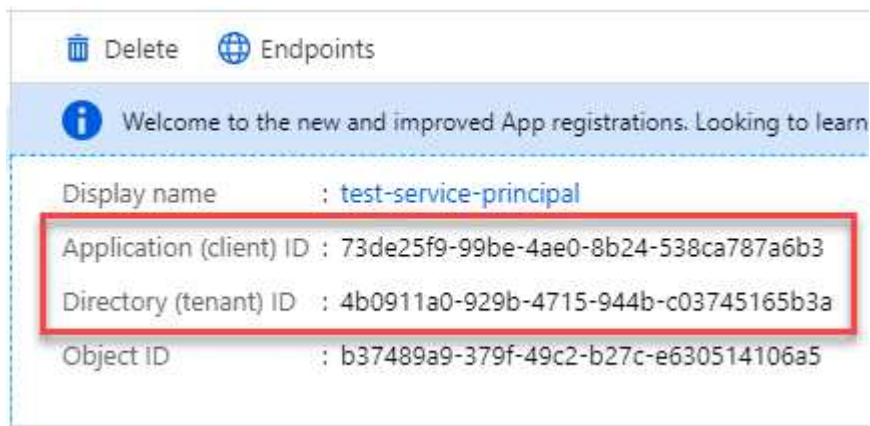 Delete Endpoints
Welcome to the new and improved App registrations. Looking to learn
Display name : test-service-principal
Application (client) ID : 73de25f9-99be-4ae0-8b24-538ca787a6b3
Directory (tenant) ID : 4b0911a0-929b-4715-944b-c03745165b3a
Object ID : b37489a9-379f-49c2-b27c-e630514106a5